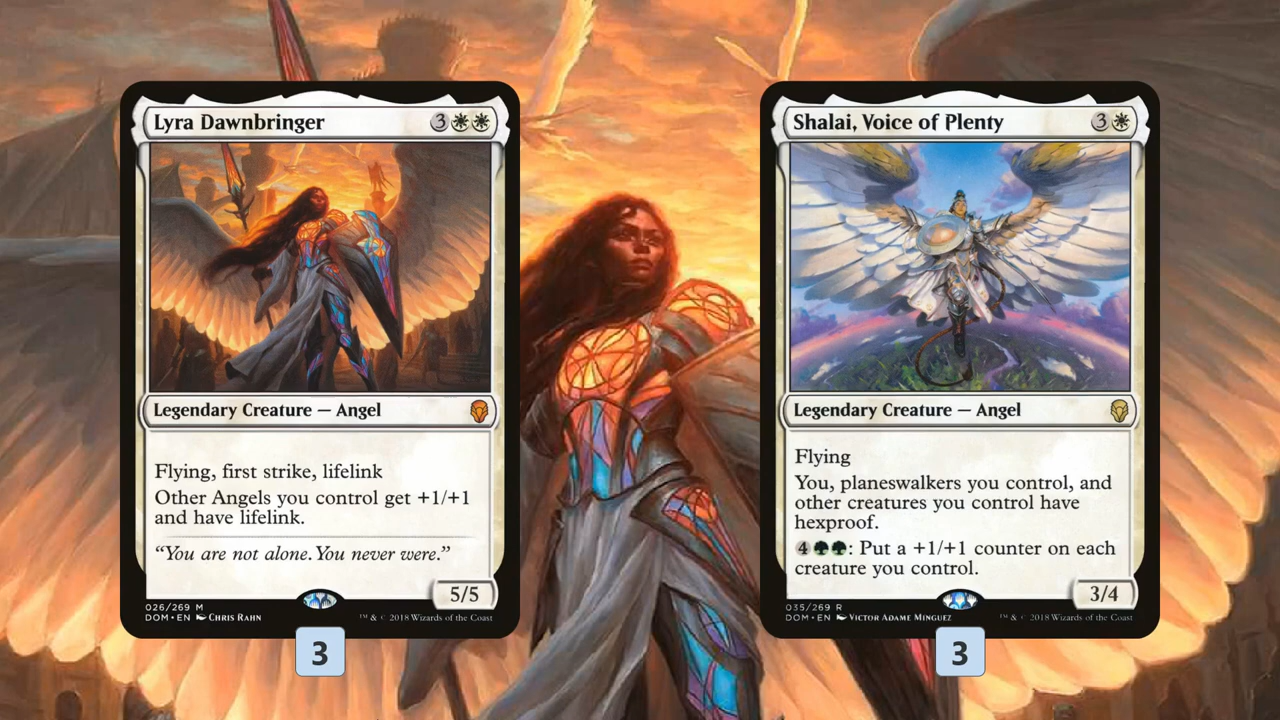 Lyra Dawnbringer 3
Legendary Creature — Angel
Flying, first strike, lifelink
Other Angels you control get +1/+1
and have lifelink.
“You are not alone. You never were.”
5/5
026/269 M
DOM • EN Chris Rahn
™ & © 2018 Wizards of the Coast
3
Shalai, Voice of Plenty 3
Legendary Creature — Angel
Flying
You, planeswalkers you control, and
other creatures you control have
hexproof.
4: Put a +1/+1 counter on each
creature you control.
3/4
035/269 R
DOM • EN Victor Adame Minguez
™ & © 2018 Wizards of the Coast
3